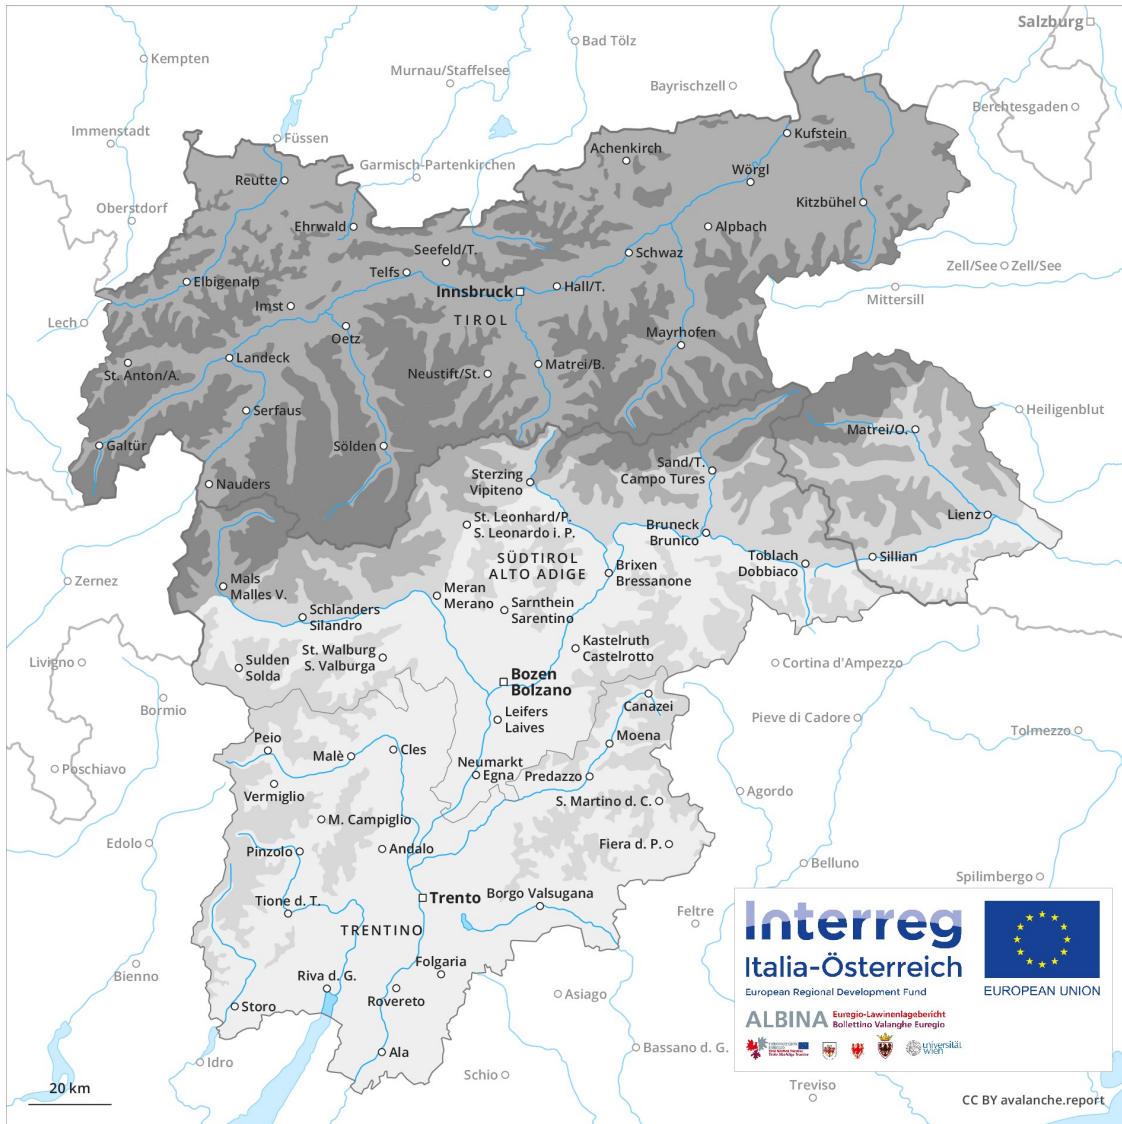 Salzburg
Bad Tölz
Kempten
Murnau/Staffelsee
Bayrischzell
Berchtesgaden
Immenstadt
Füssen
Kufstein
Achenkirch
Garmisch-Partenkirchen
Wörgl
Reutte
Oberstdorf
Kitzbühel
Ehrwald
Alpbach
Seefeld/T.
Schwaz
Telfs
Zell/See
Zell/See
Elbigenalp
Hall/T.
Innsbruck
Mittersill
Imst
TIROL
Lech
Oetz
Mayrhofen
Landeck
St. Anton/A.
Neustift/St.
Matrei/B.
Serfaus
Heiligenblut
Matrei/O.
Galtür
Sölden
Sterzing
Vipiteno
Sand/T.
Campo Tures
Nauders
St. Leonhard/P.
S. Leonardo i. P.
Lienz
Bruneck
Brunico
SÜDTIROL
ALTO ADIGE
Toblach
Dobbiaco
Sillian
Brixen
Bressanone
Zernez
Mals
Malles V.
Meran
Merano
Sarnthein
Sarentino
Schlanders
Silandro
Kastelruth
Castelrotto
St. Walburg
S. Valburga
Sulden
Solda
Livigno
Cortina d'Ampezzo
Bozen
Bolzano
Bormio
Canazei
Leifers
Laives
Pieve di Cadore
Tolmezzo
Peio
Moena
Malè
Cles
Neumarkt
Egna
Predazzo
Poschiavo
Vermiglio
Agordo
S. Martino d. C.
M. Campiglio
Edolo
Pinzolo
Andalo
Fiera d. P.
Belluno
Spilimbergo
Tione d. T.
Trento
Borgo Valsugana
Feltre
TRENTINO
Folgaria
Bienno
Riva d. G.
Rovereto
Asiago
Storo
Ala
Bassano d. G.
Idro
Schio
Treviso
20 km
Interreg
Italia-Österreich
European Regional Development Fund
EUROPEAN UNION
ALBINA
Euregio-Lawinenlagebericht
Bollettino Valanghe Euregio
universität
wien
CC BY avalanche.report